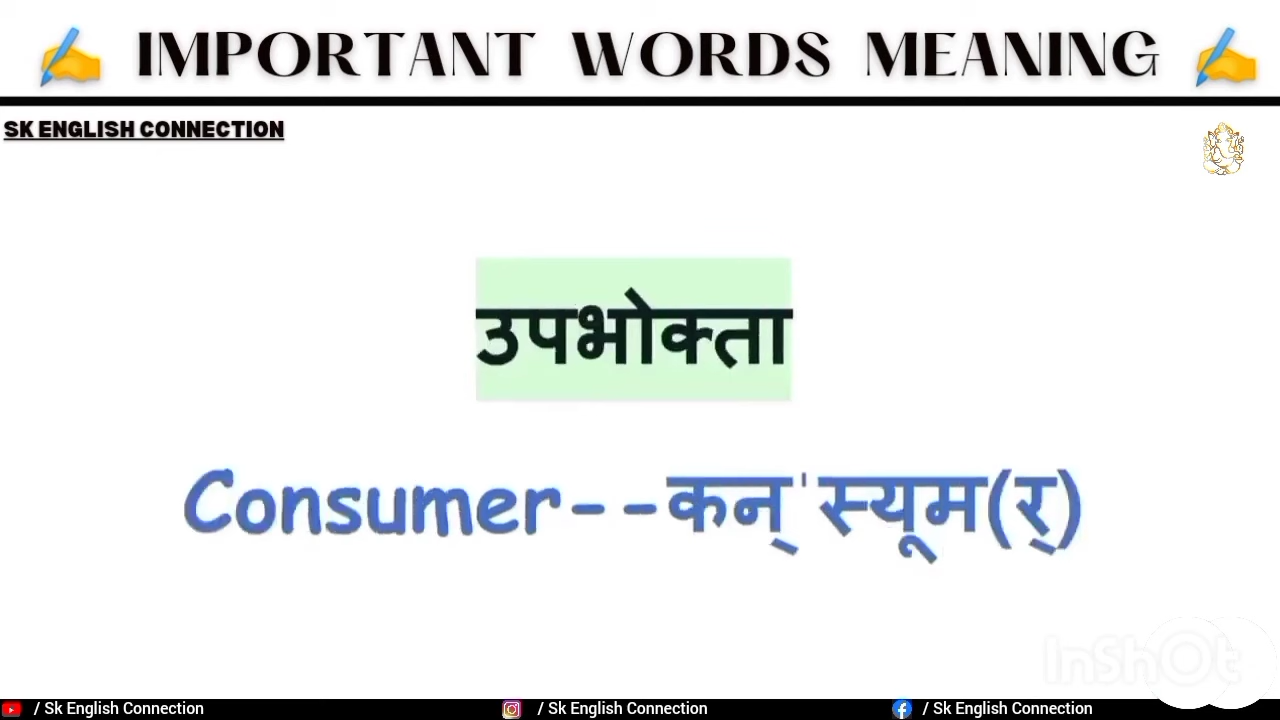 IMPORTANT WORDS MEANING
SK ENGLISH CONNECTION
उपभोक्ता
Consumer--कन्ˈस्यूम(र्)
InShOt
/ Sk English Connection / Sk English Connection / Sk English Connection